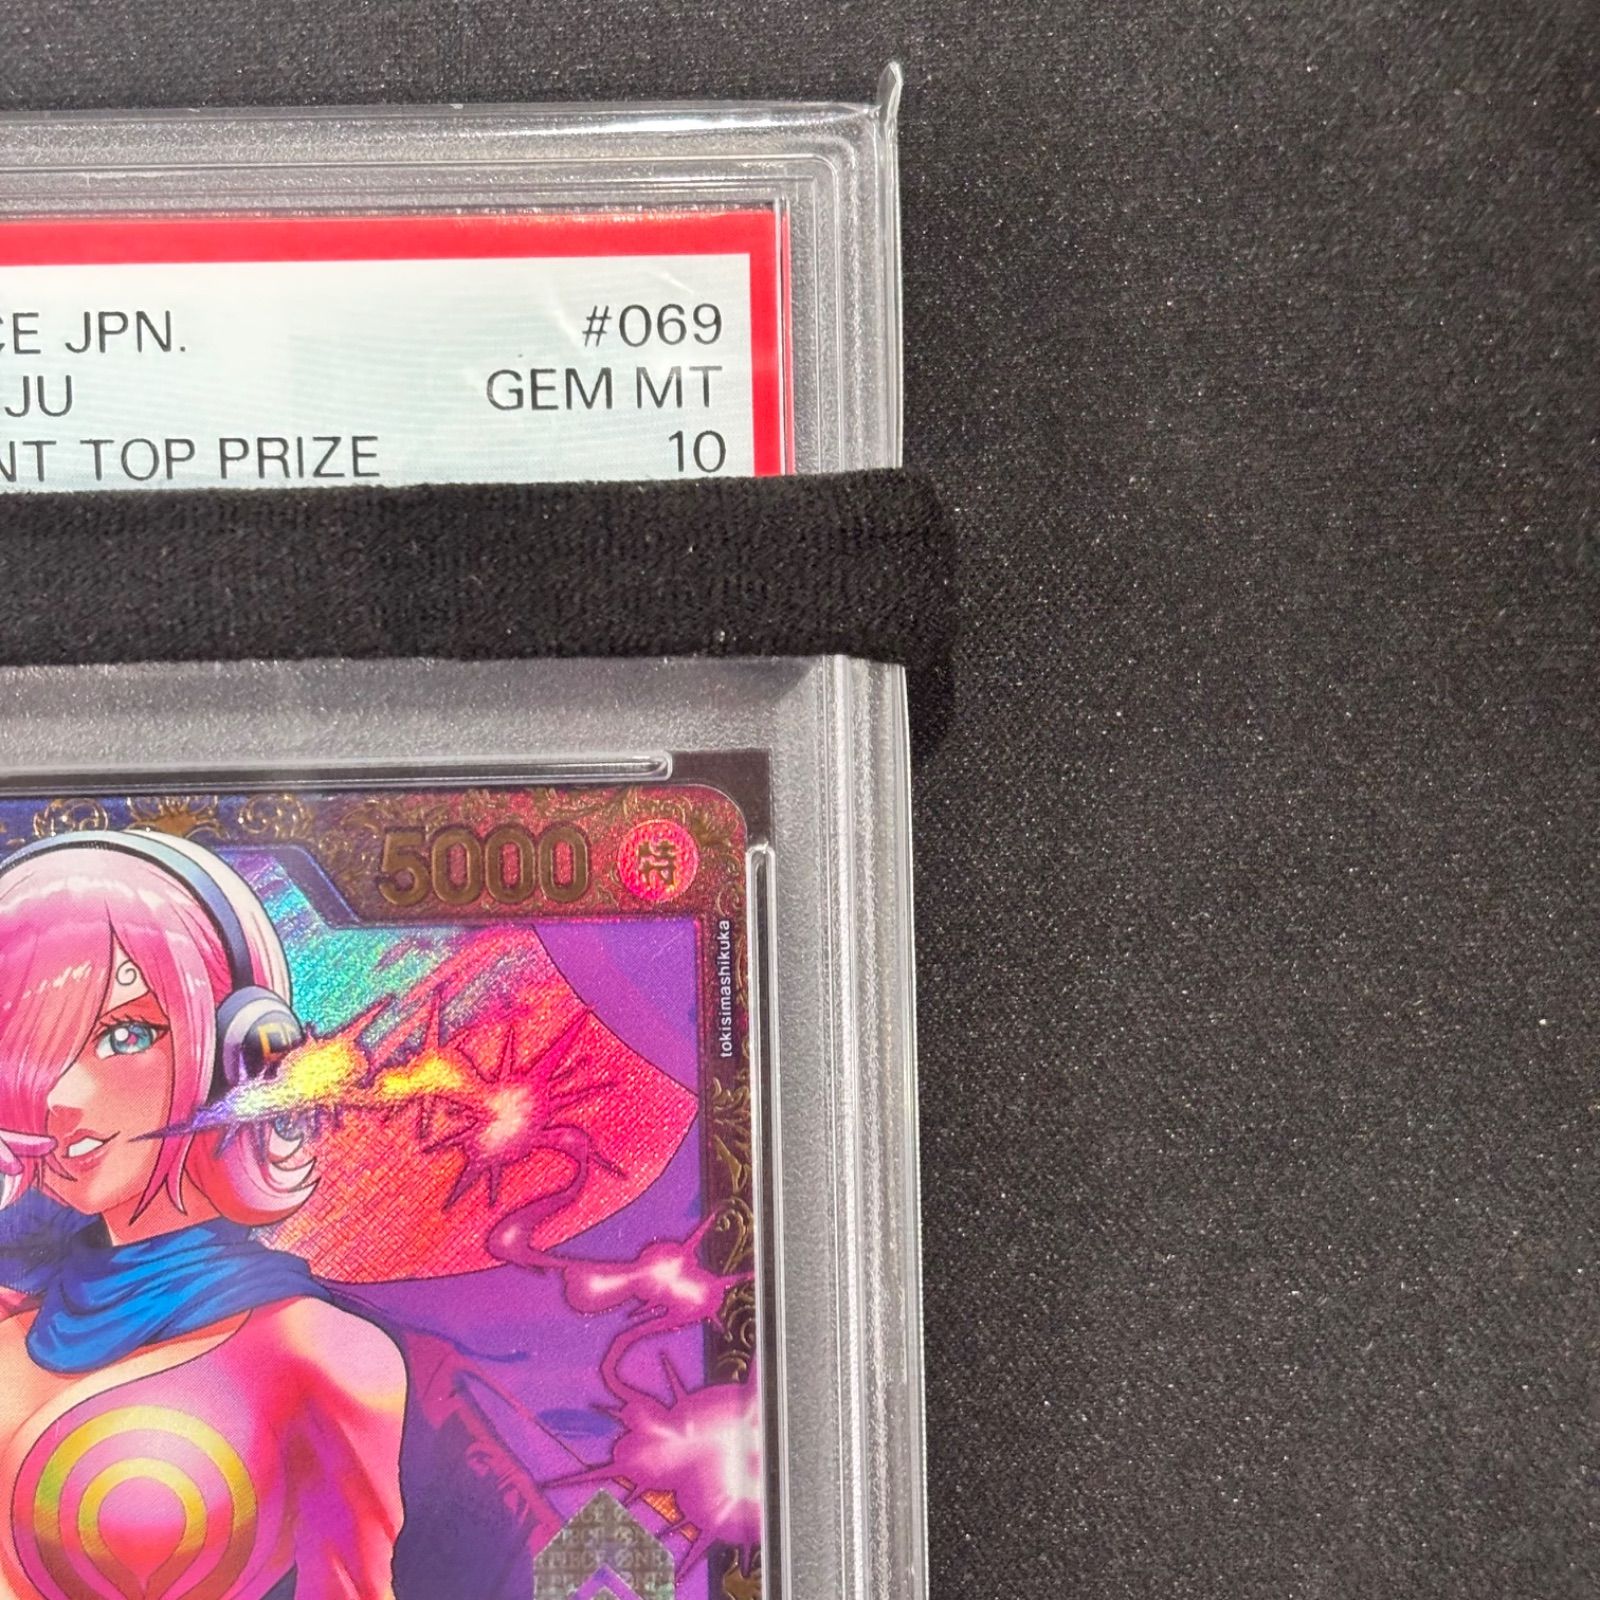 CE JPN.
#069
JU
GEM MT
NT TOP PRIZE
10
5000
特
tokisimashikuka